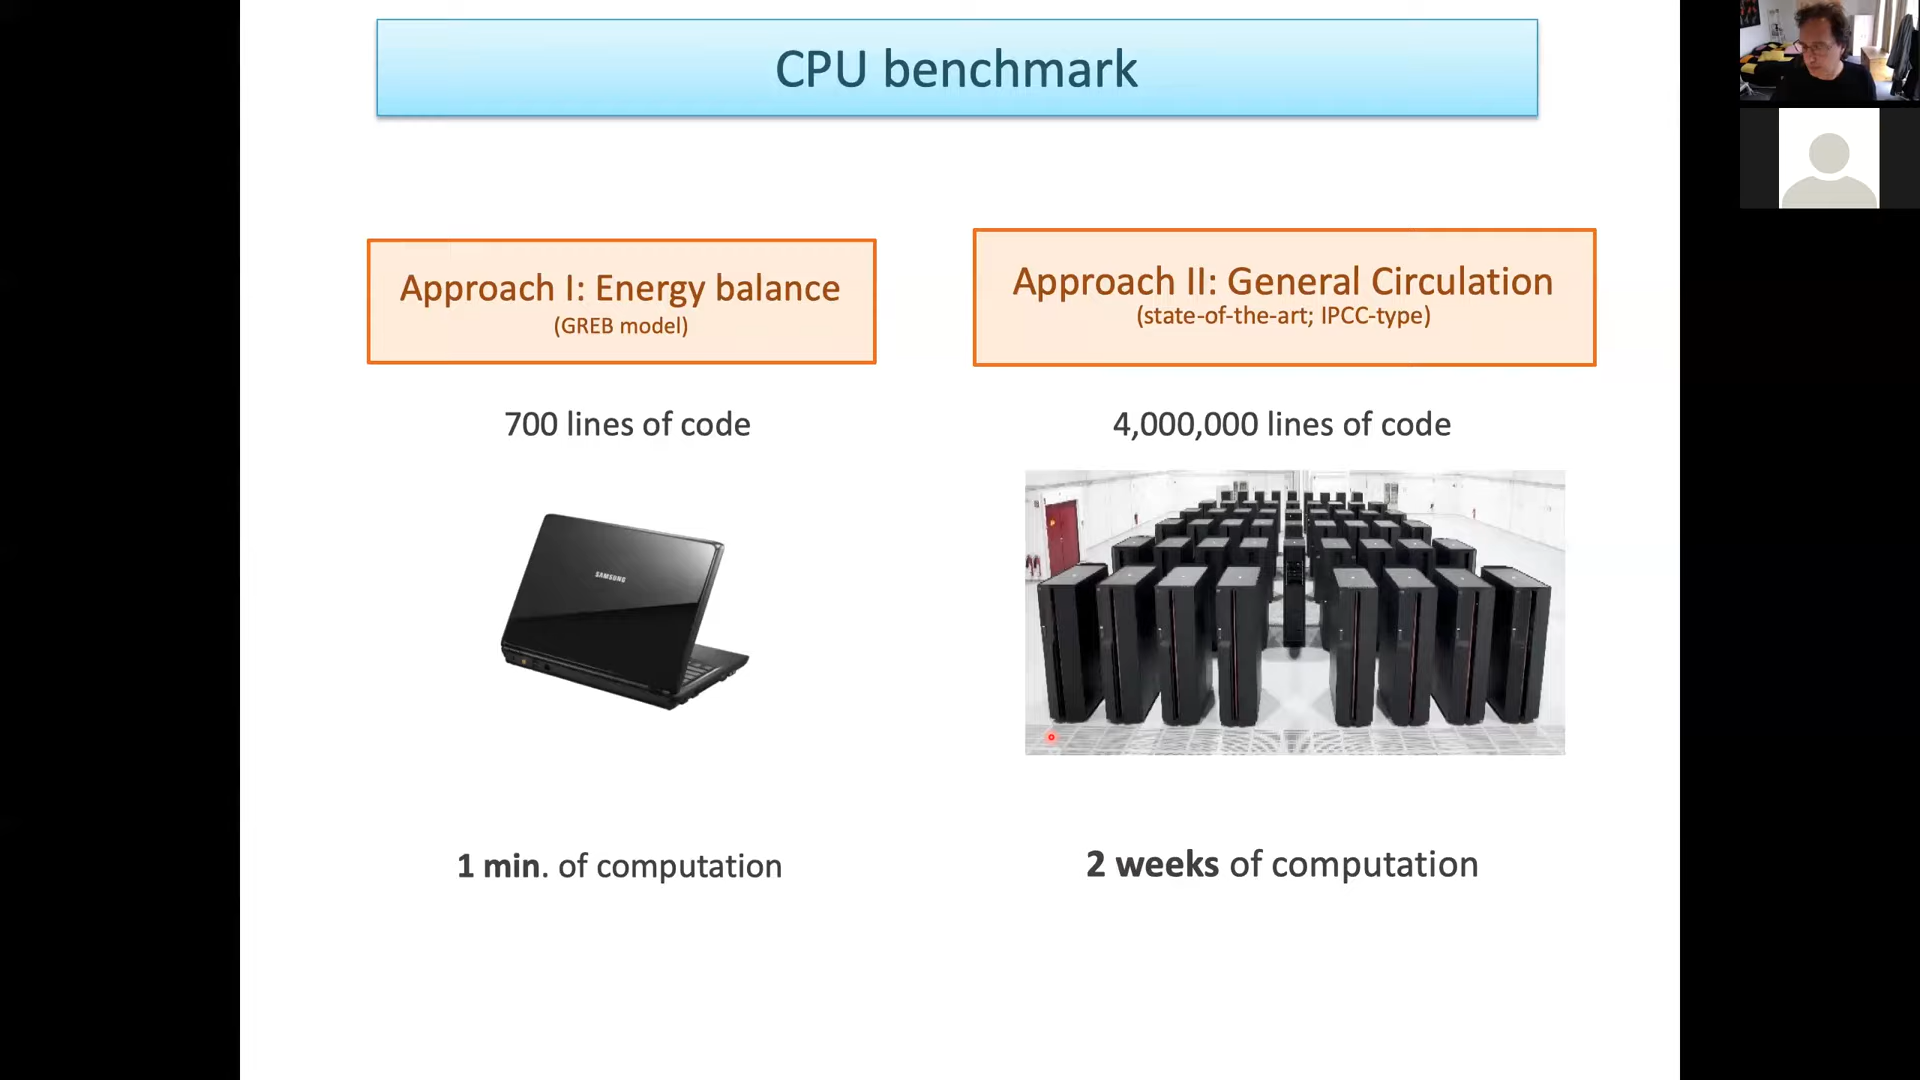 CPU benchmark
Approach I: Energy balance
(GREB model)
Approach II: General Circulation
(state-of-the-art; IPCC-type)
700 lines of code
4,000,000 lines of code
SAMSUNG
1 min. of computation
2 weeks of computation